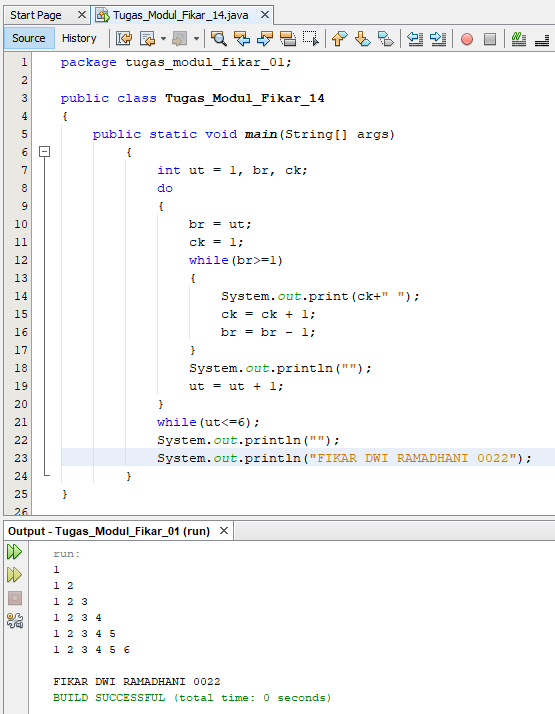 Start Page × Tugas_Modul_Fikar_14.java ×
Source History
1 package tugas_modul_fikar_01;
2
3 public class Tugas_Modul_Fikar_14
4 {
5     public static void main(String[] args)
6         {
7             int ut = 1, br, ck;
8             do
9             {
10                 br = ut;
11                 ck = 1;
12                 while(br>=1)
13                 {
14                     System.out.print(ck+" ");
15                     ck = ck + 1;
16                     br = br - 1;
17                 }
18                 System.out.println("");
19                 ut = ut + 1;
20             }
21             while(ut<=6);
22             System.out.println("");
23             System.out.println("FIKAR DWI RAMADHANI 0022");
24         }
25 }
26
Output - Tugas_Modul_Fikar_01 (run) ×
run:
1
1 2
1 2 3
1 2 3 4
1 2 3 4 5
1 2 3 4 5 6
FIKAR DWI RAMADHANI 0022
BUILD SUCCESSFUL (total time: 0 seconds)